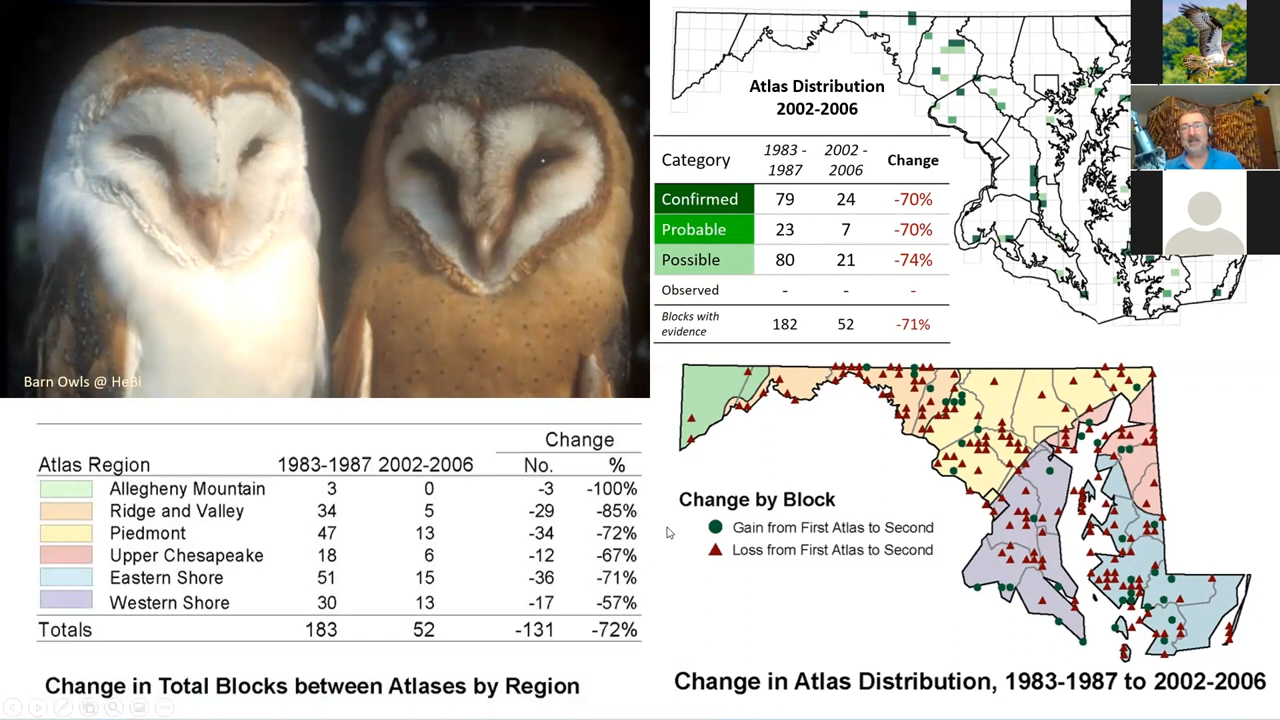 Barn Owls @ HeBi
Atlas Distribution
2002-2006
Category 1983 - 1987 2002 - 2006 Change
Confirmed 79 24 -70%
Probable 23 7 -70%
Possible 80 21 -74%
Observed - - -
Blocks with evidence 182 52 -71%
Change
Atlas Region 1983-1987 2002-2006 No. %
Allegheny Mountain 3 0 -3 -100%
Ridge and Valley 34 5 -29 -85%
Piedmont 47 13 -34 -72%
Upper Chesapeake 18 6 -12 -67%
Eastern Shore 51 15 -36 -71%
Western Shore 30 13 -17 -57%
Totals 183 52 -131 -72%
Change in Total Blocks between Atlases by Region
Change by Block
Gain from First Atlas to Second
Loss from First Atlas to Second
Change in Atlas Distribution, 1983-1987 to 2002-2006